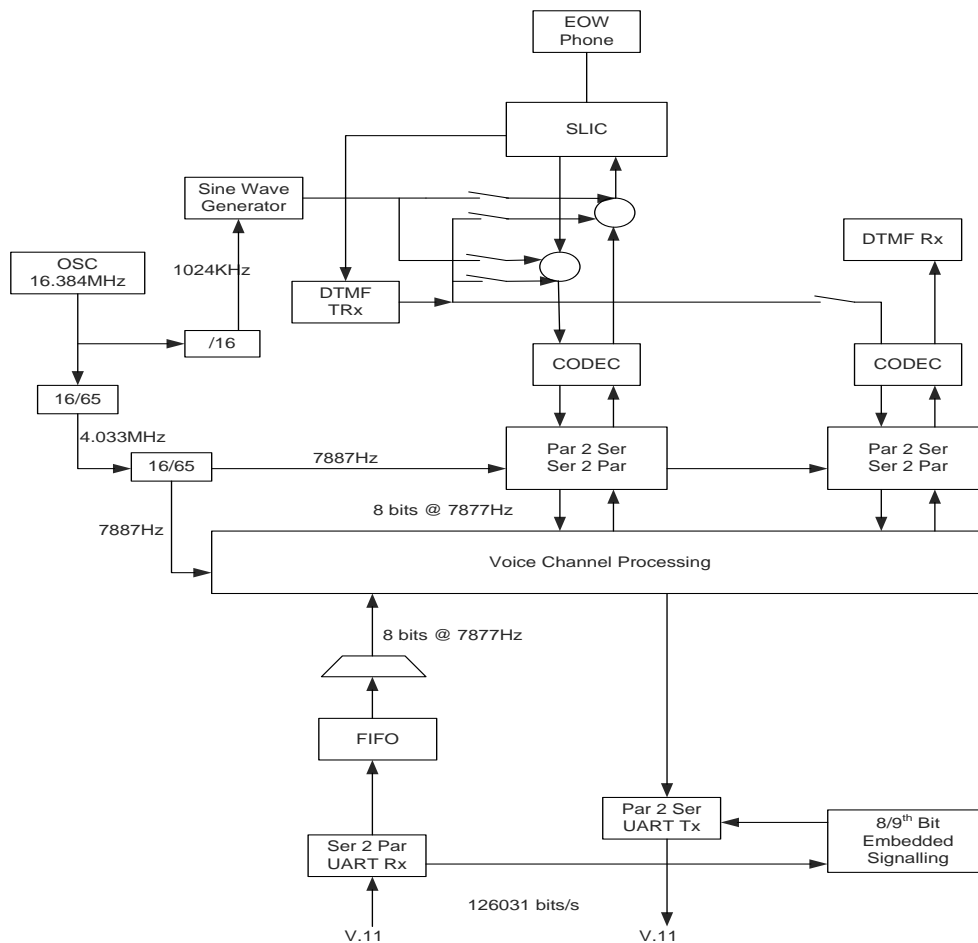 EOW
Phone
SLIC
Sine Wave
Generator
DTMF Rx
OSC
16.384MHz
1024KHz
DTMF
TRx
/16
CODEC
CODEC
16/65
4.033MHz
16/65
7887Hz
Par 2 Ser
Ser 2 Par
Par 2 Ser
Ser 2 Par
8 bits @ 7877Hz
7887Hz
Voice Channel Processing
8 bits @ 7877Hz
FIFO
Par 2 Ser
UART Tx
8/9th Bit
Embedded
Signalling
Ser 2 Par
UART Rx
126031 bits/s
V.11
V.11